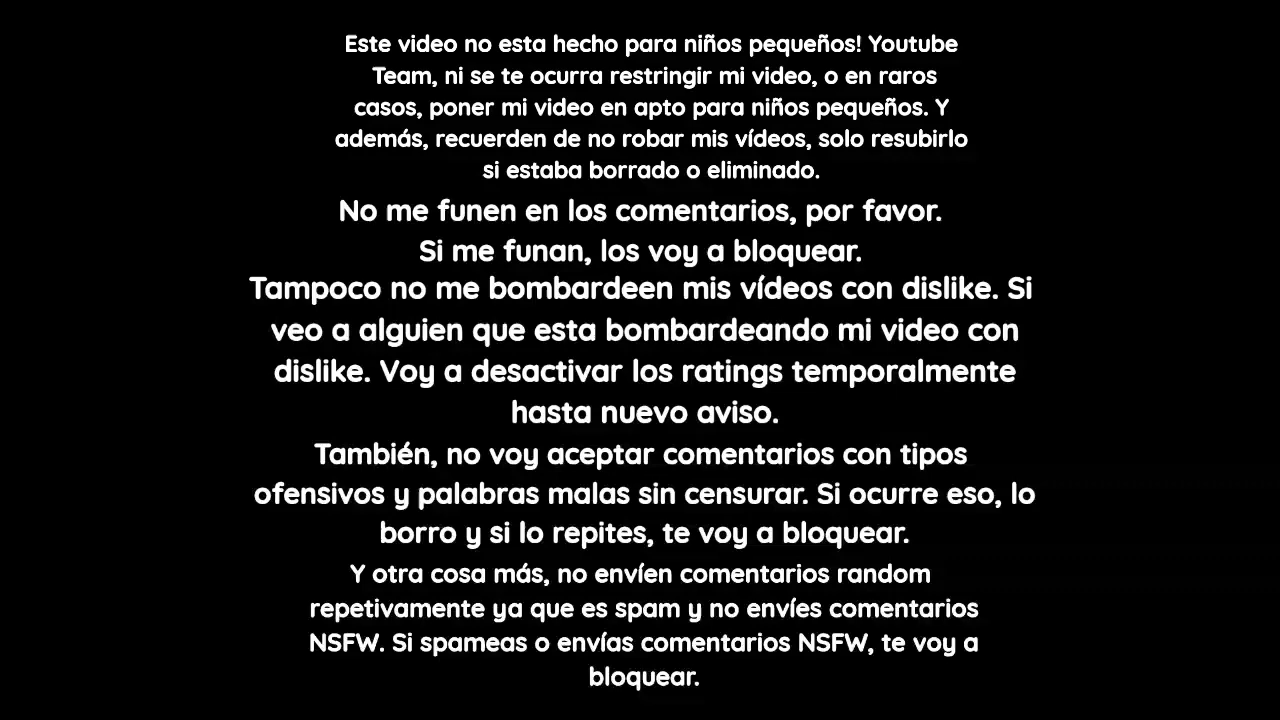 Este video no esta hecho para niños pequeños! Youtube
Team, ni se te ocurra restringir mi video, o en raros
casos, poner mi video en apto para niños pequeños. Y
además, recuerden de no robar mis vídeos, solo resubirlo
si estaba borrado o eliminado.
No me funen en los comentarios, por favor.
Si me funan, los voy a bloquear.
Tampoco no me bombardeen mis vídeos con dislike. Si
veo a alguien que esta bombardeando mi video con
dislike. Voy a desactivar los ratings temporalmente
hasta nuevo aviso.
También, no voy aceptar comentarios con tipos
ofensivos y palabras malas sin censurar. Si ocurre eso, lo
borro y si lo repites, te voy a bloquear.
Y otra cosa más, no envíen comentarios random
repetivamente ya que es spam y no envíes comentarios
NSFW. Si spameas o envías comentarios NSFW, te voy a
bloquear.